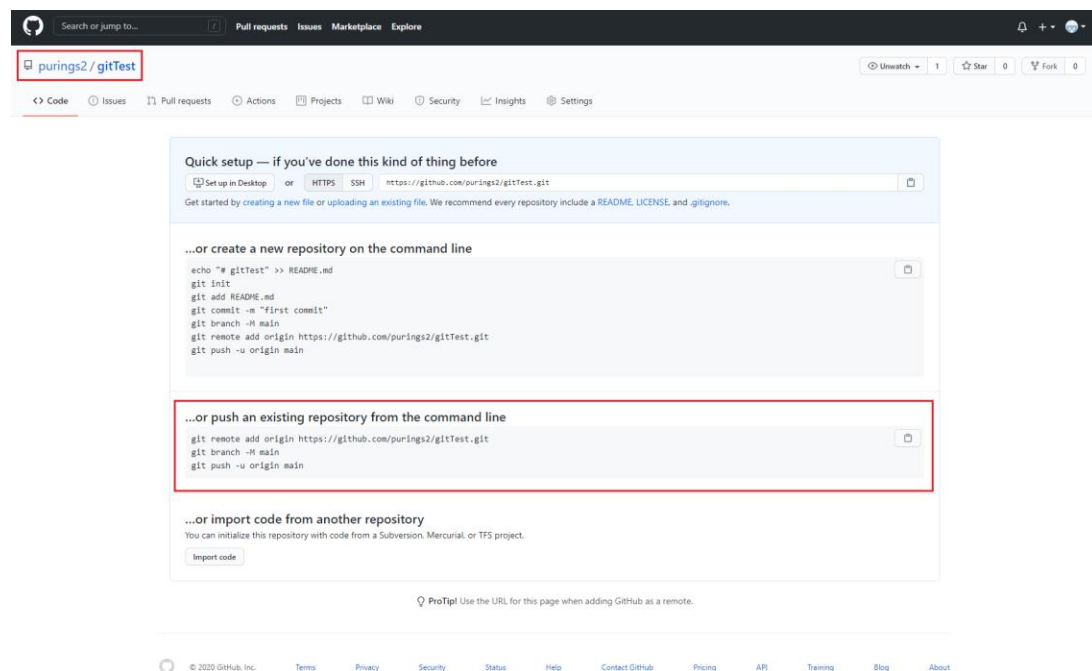 Search or jump to... / Pull requests Issues Marketplace Explore
purings2 / gitTest
Unwatch 1 Star 0 Fork 0
<> Code Issues Pull requests Actions Projects Wiki Security Insights Settings
Quick setup — if you've done this kind of thing before
Set up in Desktop or HTTPS SSH https://github.com/purings2/gitTest.git
Get started by creating a new file or uploading an existing file. We recommend every repository include a README, LICENSE, and .gitignore.
...or create a new repository on the command line
echo "# gitTest" >> README.md
git init
git add README.md
git commit -m "first commit"
git branch -M main
git remote add origin https://github.com/purings2/gitTest.git
git push -u origin main
...or push an existing repository from the command line
git remote add origin https://github.com/purings2/gitTest.git
git branch -M main
git push -u origin main
...or import code from another repository
You can initialize this repository with code from a Subversion, Mercurial, or TFS project.
Import code
ProTip! Use the URL for this page when adding GitHub as a remote.
© 2020 GitHub, Inc. Terms Privacy Security Status Help Contact GitHub Pricing API Training Blog About